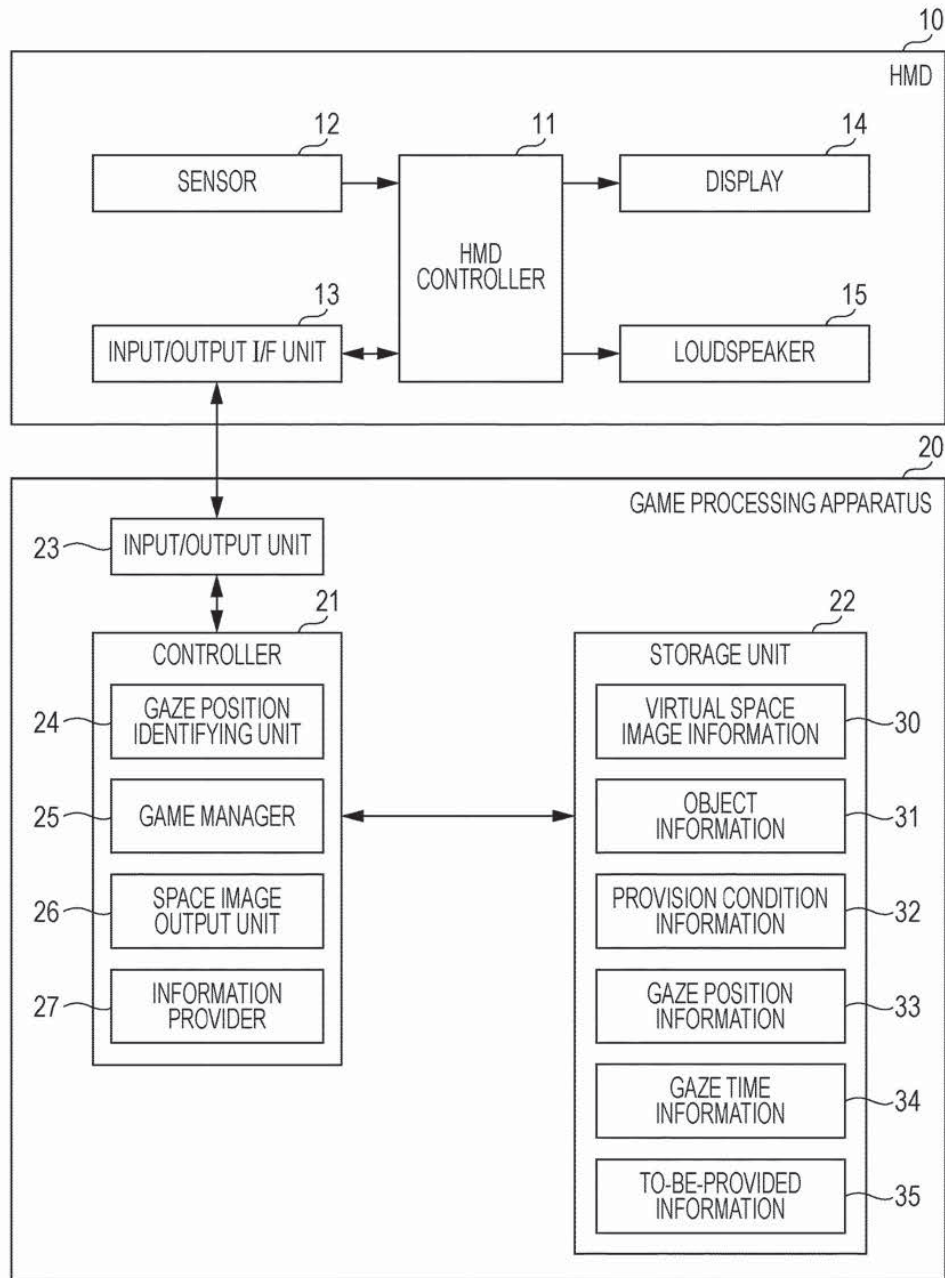 10
HMD
12
11
14
SENSOR
DISPLAY
HMD
CONTROLLER
13
15
INPUT/OUTPUT I/F UNIT
LOUDSPEAKER
20
GAME PROCESSING APPARATUS
23
INPUT/OUTPUT UNIT
21
22
CONTROLLER
STORAGE UNIT
24
GAZE POSITION
IDENTIFYING UNIT
VIRTUAL SPACE
IMAGE INFORMATION
30
25
GAME MANAGER
OBJECT
INFORMATION
31
26
SPACE IMAGE
OUTPUT UNIT
PROVISION CONDITION
INFORMATION
32
27
INFORMATION
PROVIDER
GAZE POSITION
INFORMATION
33
GAZE TIME
INFORMATION
34
TO-BE-PROVIDED
INFORMATION
35